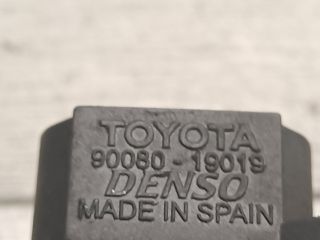 TOYOTA
90080-19019
DENSO
MADE IN SPAIN